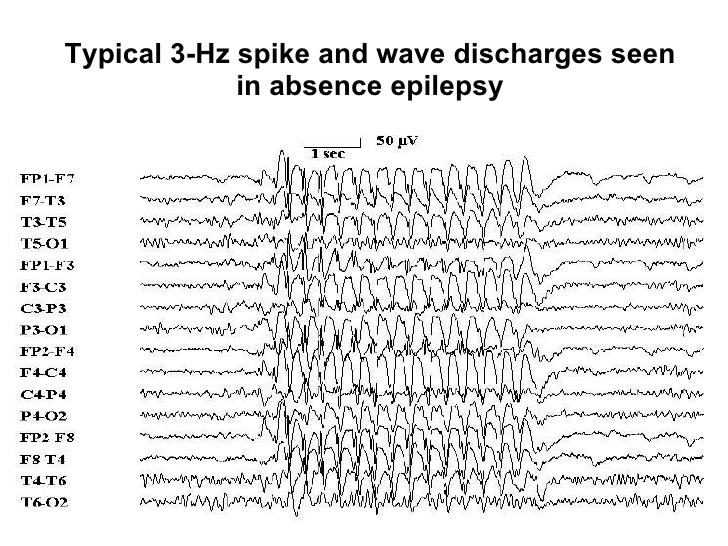 Typical 3-Hz spike and wave discharges seen
in absence epilepsy
50 µV
1 sec
FP1-F7
F7-T3
T3-T5
T5-O1
FP1-F3
F3-C3
C3-P3
P3-O1
FP2-F4
F4-C4
C4-P4
P4-O2
FP2 F8
F8 T4
T4-T6
T6-O2